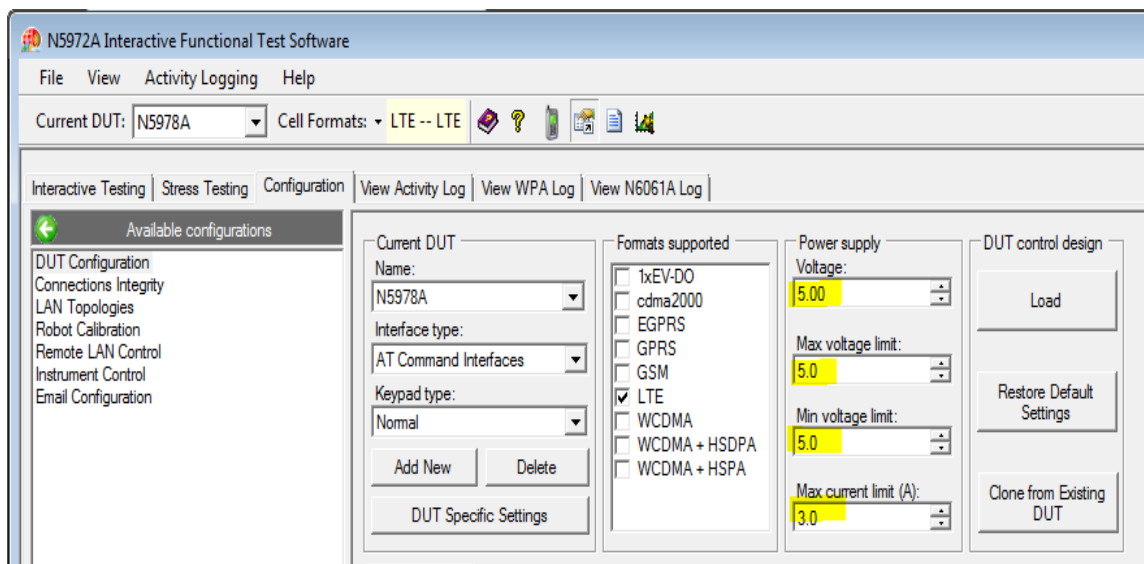 N5972A Interactive Functional Test Software
File View Activity Logging Help
Current DUT: N5978A Cell Formats: LTE -- LTE
Interactive Testing Stress Testing Configuration View Activity Log View WPA Log View N6061A Log
Available configurations
DUT Configuration
Connections Integrity
LAN Topologies
Robot Calibration
Remote LAN Control
Instrument Control
Email Configuration
Current DUT
Name:
N5978A
Interface type:
AT Command Interfaces
Keypad type:
Normal
Add New Delete
DUT Specific Settings
Formats supported
1xEV-DO
cdma2000
EGPRS
GPRS
GSM
LTE
WCDMA
WCDMA + HSDPA
WCDMA + HSPA
Power supply
Voltage:
5.00
Max voltage limit:
5.0
Min voltage limit:
5.0
Max current limit (A):
3.0
DUT control design
Load
Restore Default
Settings
Clone from Existing
DUT